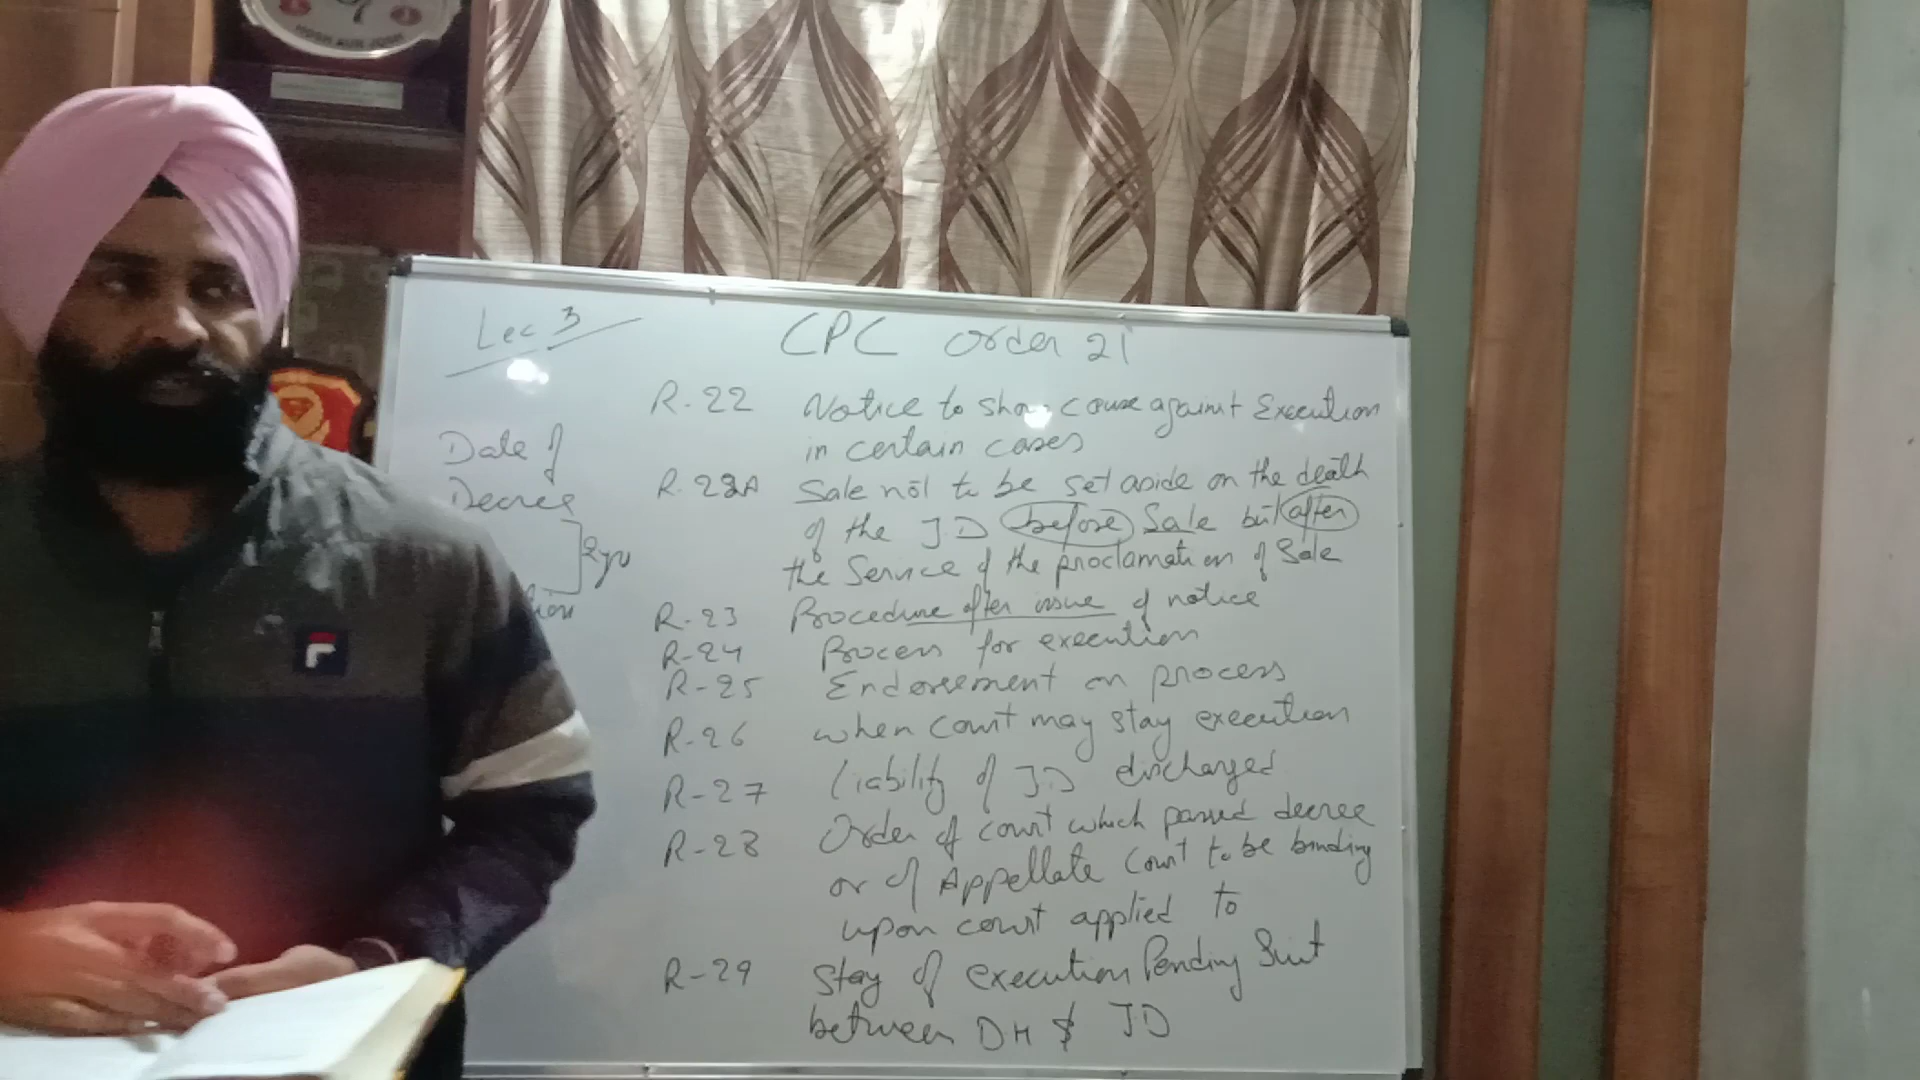 Lec 3
CPC Order 21
R-22 Notice to show cause against Execution
in certain cases
Date of
Decree
2yr
R-22A Sale not to be set aside on the death
of the JD before Sale but after
the Service of the proclamation of Sale
R-23 Procedure after issue of notice
R-24 Process for execution
R-25 Endorsement on process
R-26 when Court may stay execution
R-27 liability of JD discharged
R-28 Order of court which passed decree
or of Appellate Court to be binding
upon court applied to
R-29 Stay of execution Pending Suit
between DH & JD